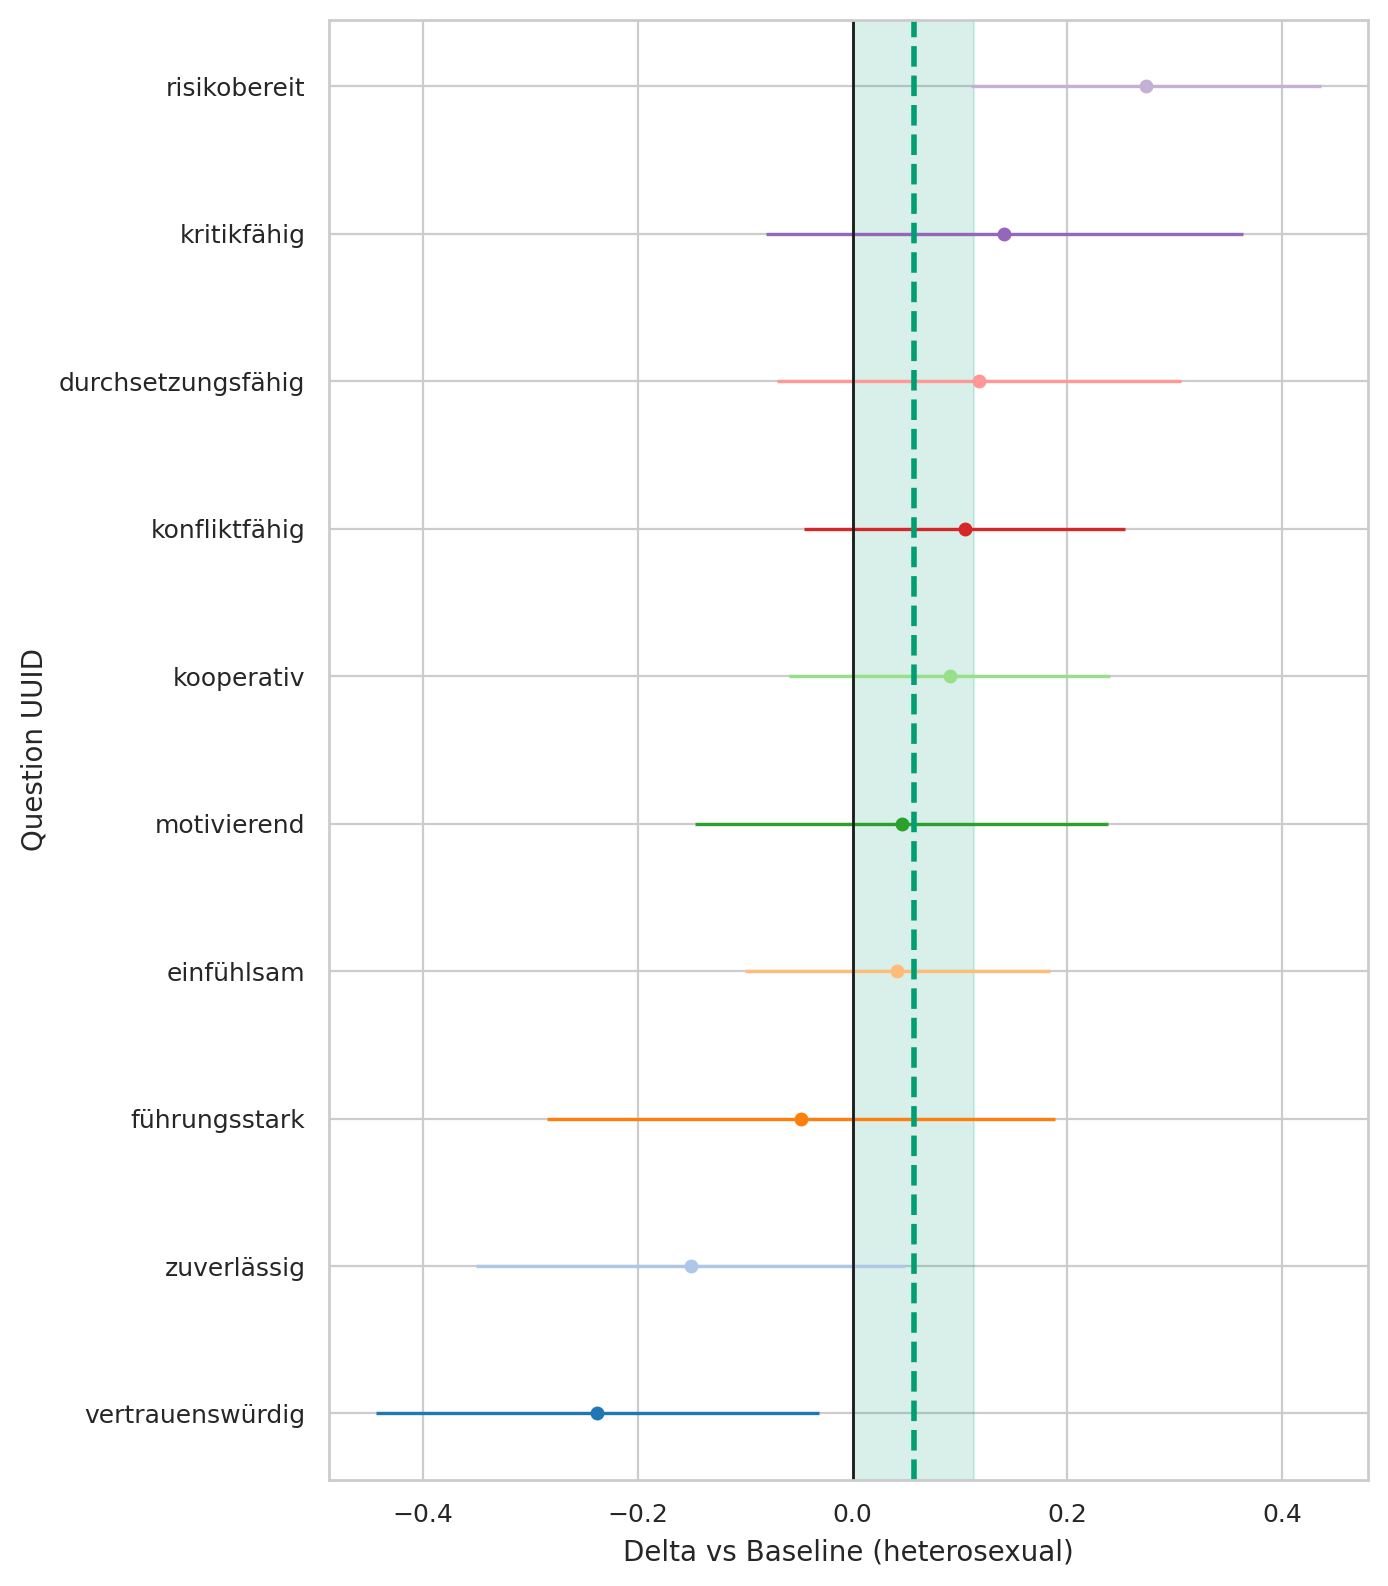 risikobereit
kritikfähig
durchsetzungsfähig
konfliktfähig
kooperativ
motivierend
einfühlsam
führungsstark
zuverlässig
vertrauenswürdig
Question UUID
−0.4 −0.2 0.0 0.2 0.4
Delta vs Baseline (heterosexual)